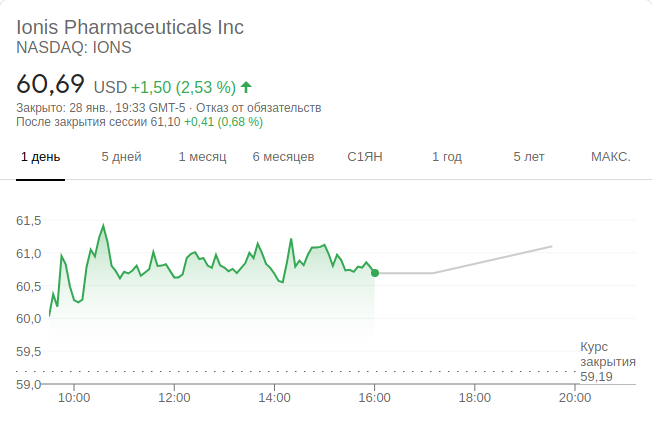 Ionis Pharmaceuticals Inc
NASDAQ: IONS
60,69 USD +1,50 (2,53 %)
Закрыто: 28 янв., 19:33 GMT-5 · Отказ от обязательств
После закрытия сессии 61,10 +0,41 (0,68 %)
1 день 5 дней 1 месяц 6 месяцев С1ЯН 1 год 5 лет МАКС.
61,5
61,0
60,5
60,0
59,5
59,0
Курс
закрытия
59,19
10:00 12:00 14:00 16:00 18:00 20:00